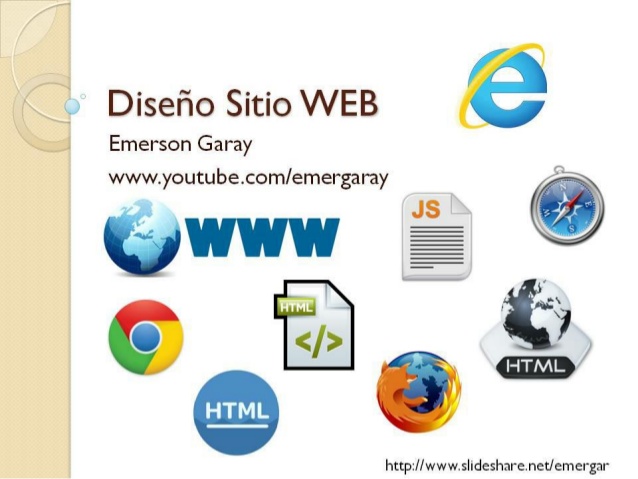 Diseño Sitio WEB
Emerson Garay
www.youtube.com/emergaray
JS
WWW
HTML
</>
HTML
HTML
http://www.slideshare.net/emergar